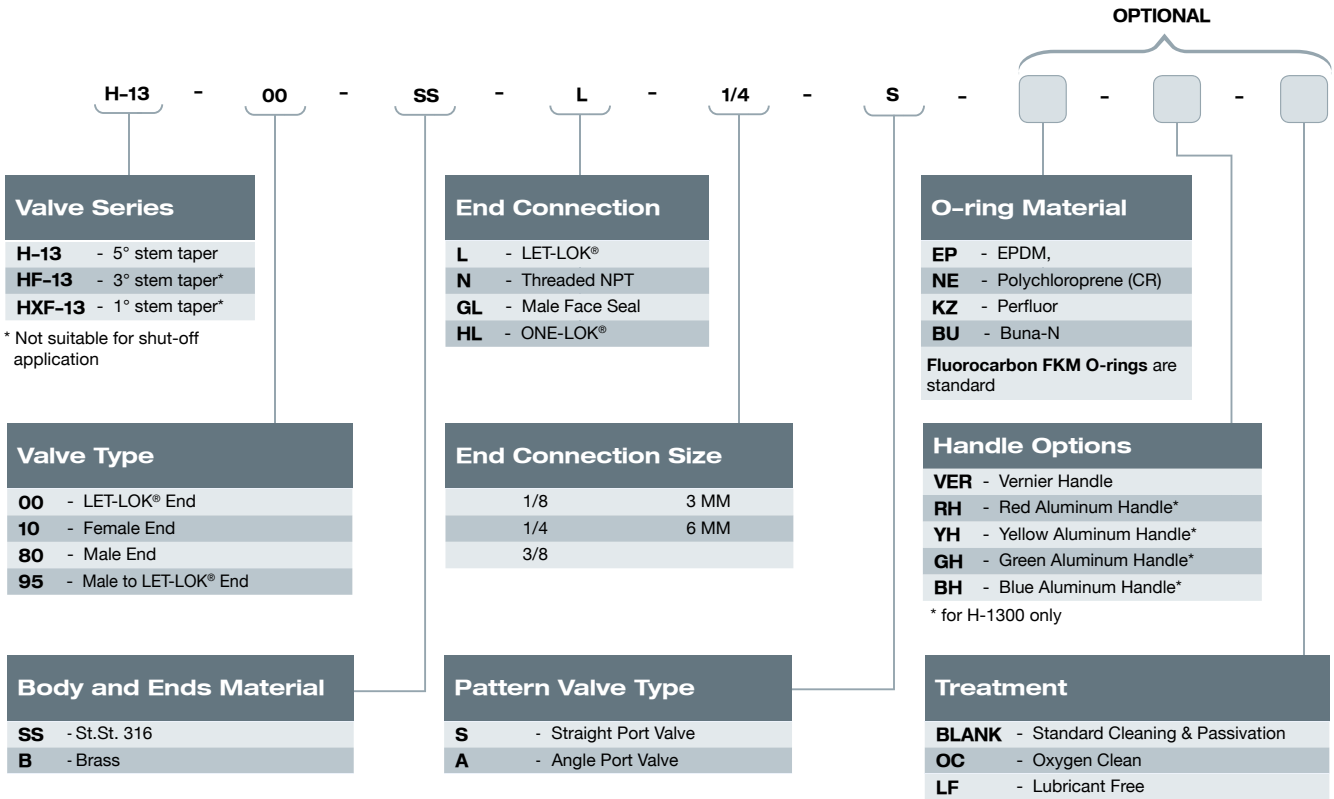 OPTIONAL
H-13 - 00 - SS - L - 1/4 - S - - -
Valve Series
H-13 - 5° stem taper
HF-13 - 3° stem taper*
HXF-13 - 1° stem taper*
* Not suitable for shut-off
application
End Connection
L - LET-LOK®
N - Threaded NPT
GL - Male Face Seal
HL - ONE-LOK®
O-ring Material
EP - EPDM,
NE - Polychloroprene (CR)
KZ - Perfluor
BU - Buna-N
Fluorocarbon FKM O-rings are
standard
Valve Type
00 - LET-LOK® End
10 - Female End
80 - Male End
95 - Male to LET-LOK® End
End Connection Size
1/8 3 MM
1/4 6 MM
3/8
Handle Options
VER - Vernier Handle
RH - Red Aluminum Handle*
YH - Yellow Aluminum Handle*
GH - Green Aluminum Handle*
BH - Blue Aluminum Handle*
* for H-1300 only
Body and Ends Material
SS - St.St. 316
B - Brass
Pattern Valve Type
S - Straight Port Valve
A - Angle Port Valve
Treatment
BLANK - Standard Cleaning & Passivation
OC - Oxygen Clean
LF - Lubricant Free